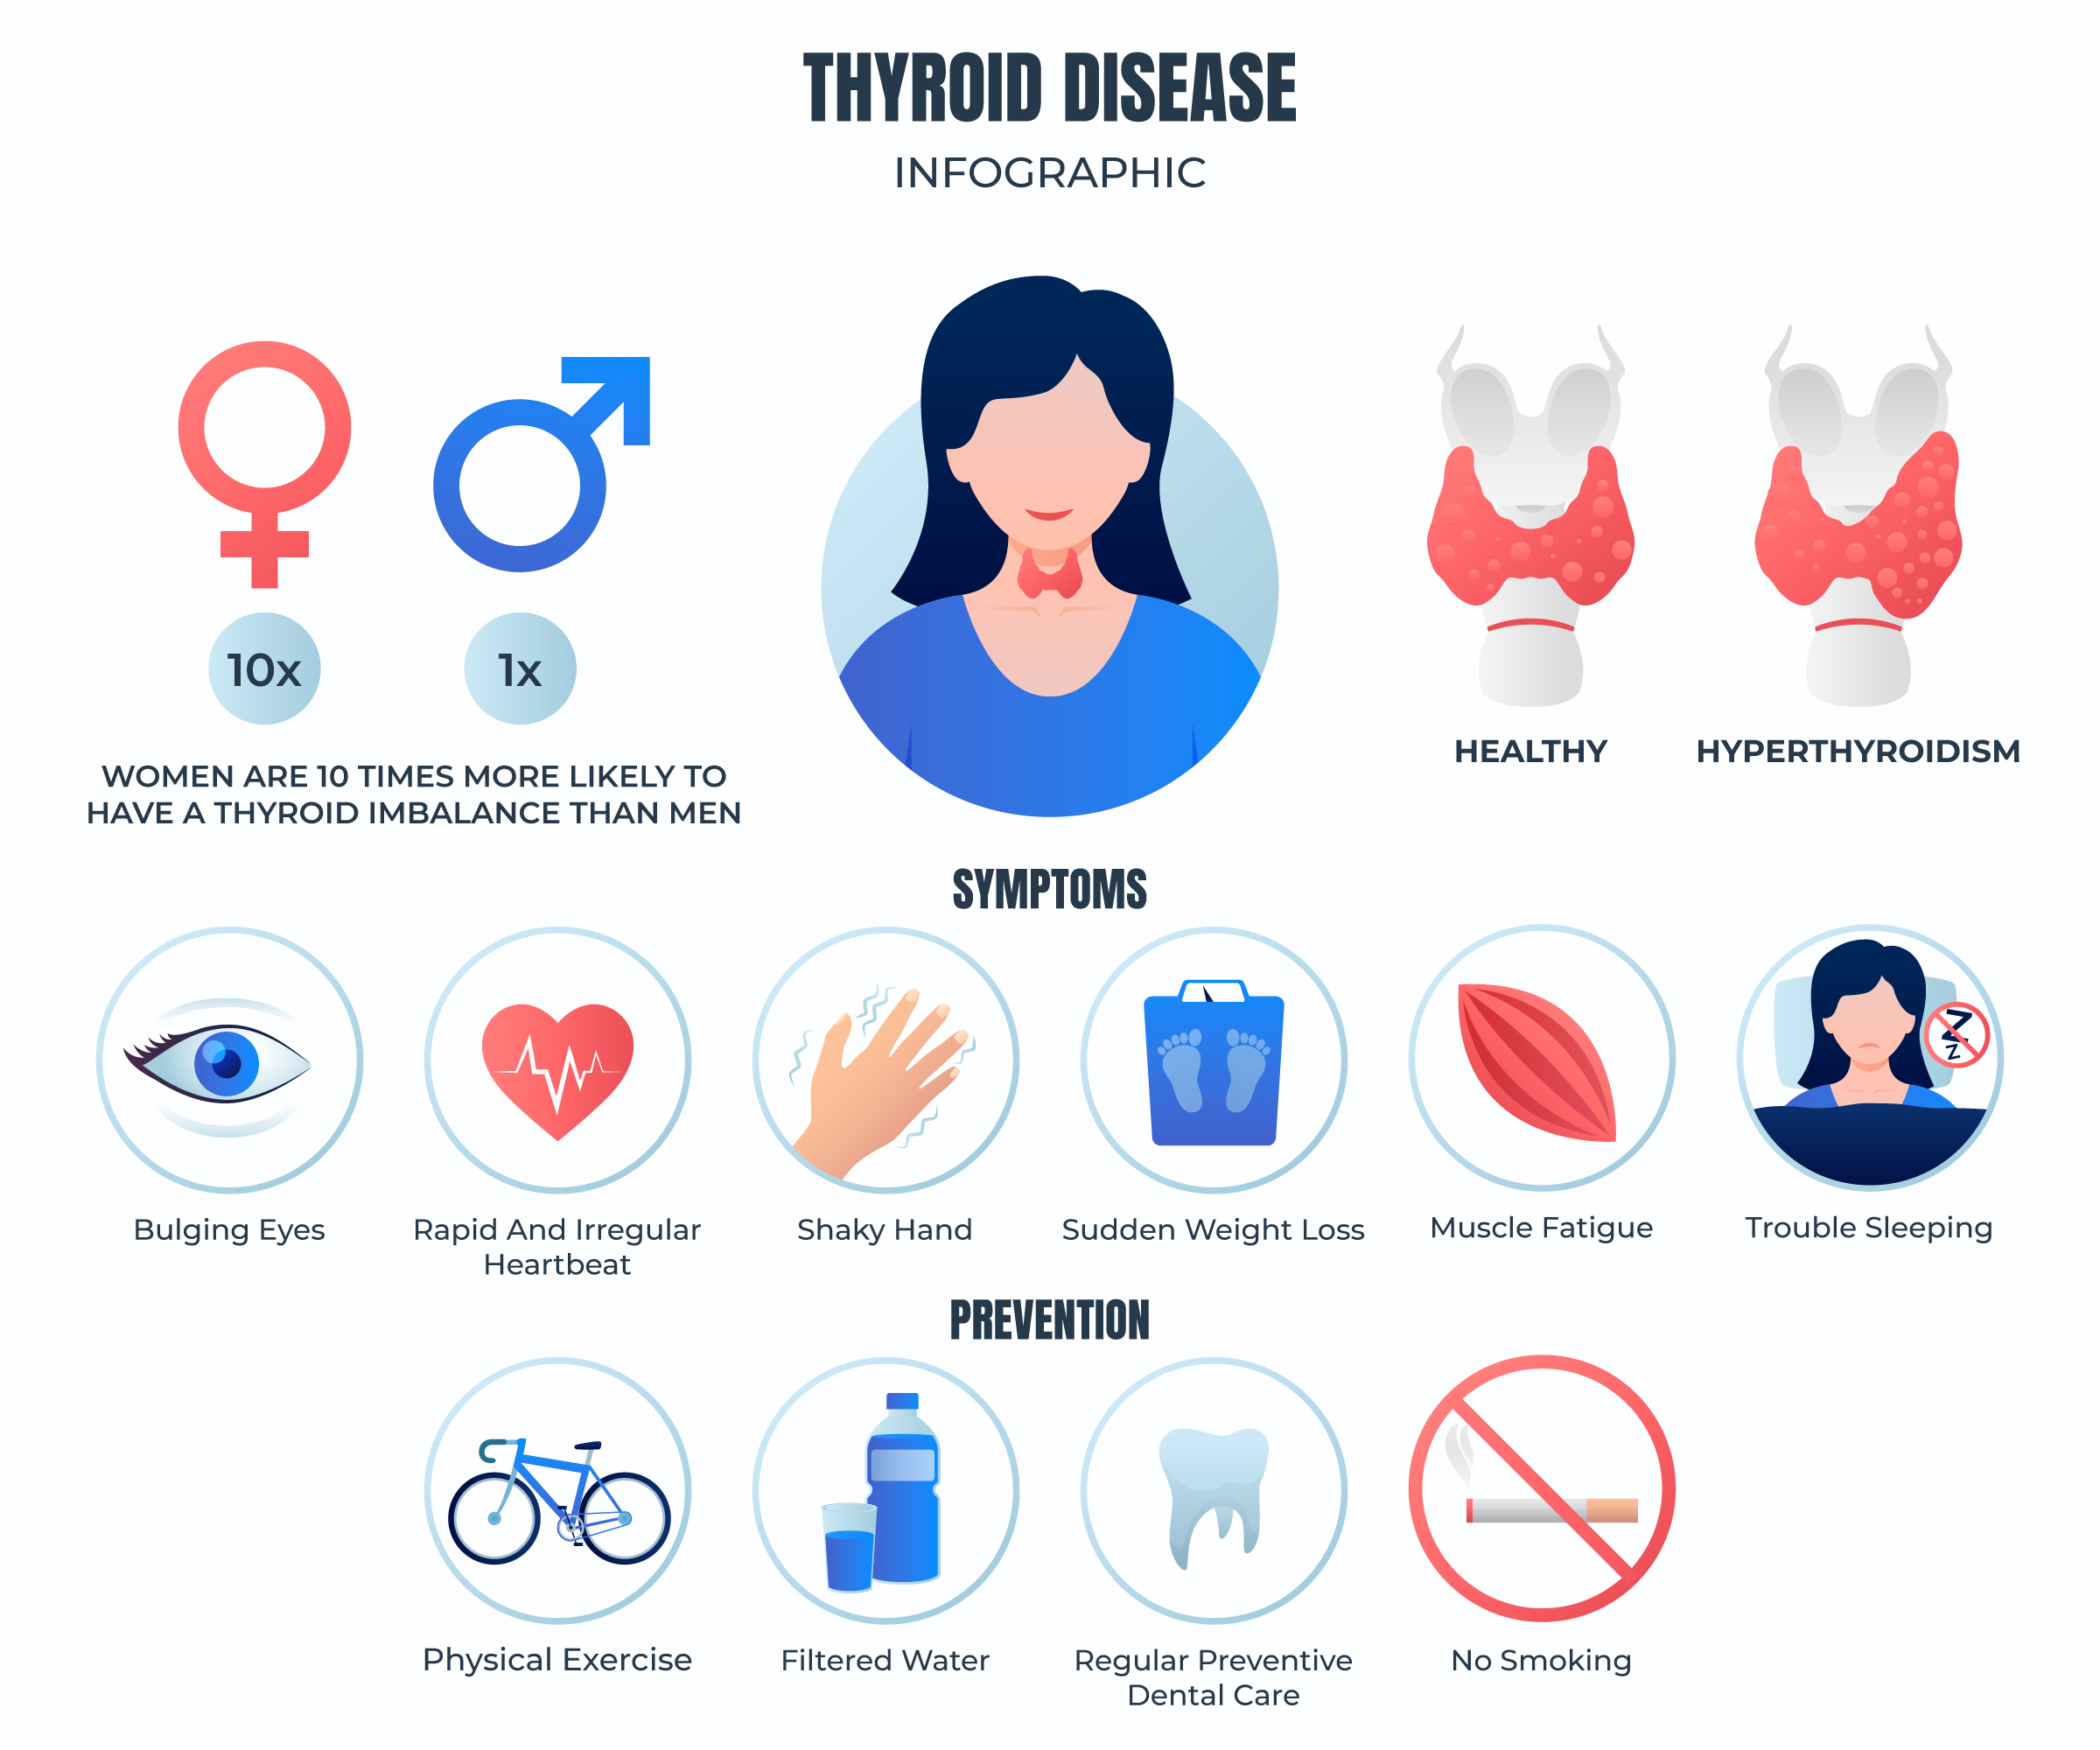 THYROID DISEASE
INFOGRAPHIC
10x
1x
WOMEN ARE 10 TIMES MORE LIKELY TO
HAVE A THYROID IMBALANCE THAN MEN
HEALTHY
HYPERTHYROIDISM
SYMPTOMS
Z
Z
Bulging Eyes
Rapid And Irregular
Heartbeat
Shaky Hand
Sudden Weight Loss
Muscle Fatigue
Trouble Sleeping
PREVENTION
Physical Exercise
Filtered Water
Regular Preventive
Dental Care
No Smoking